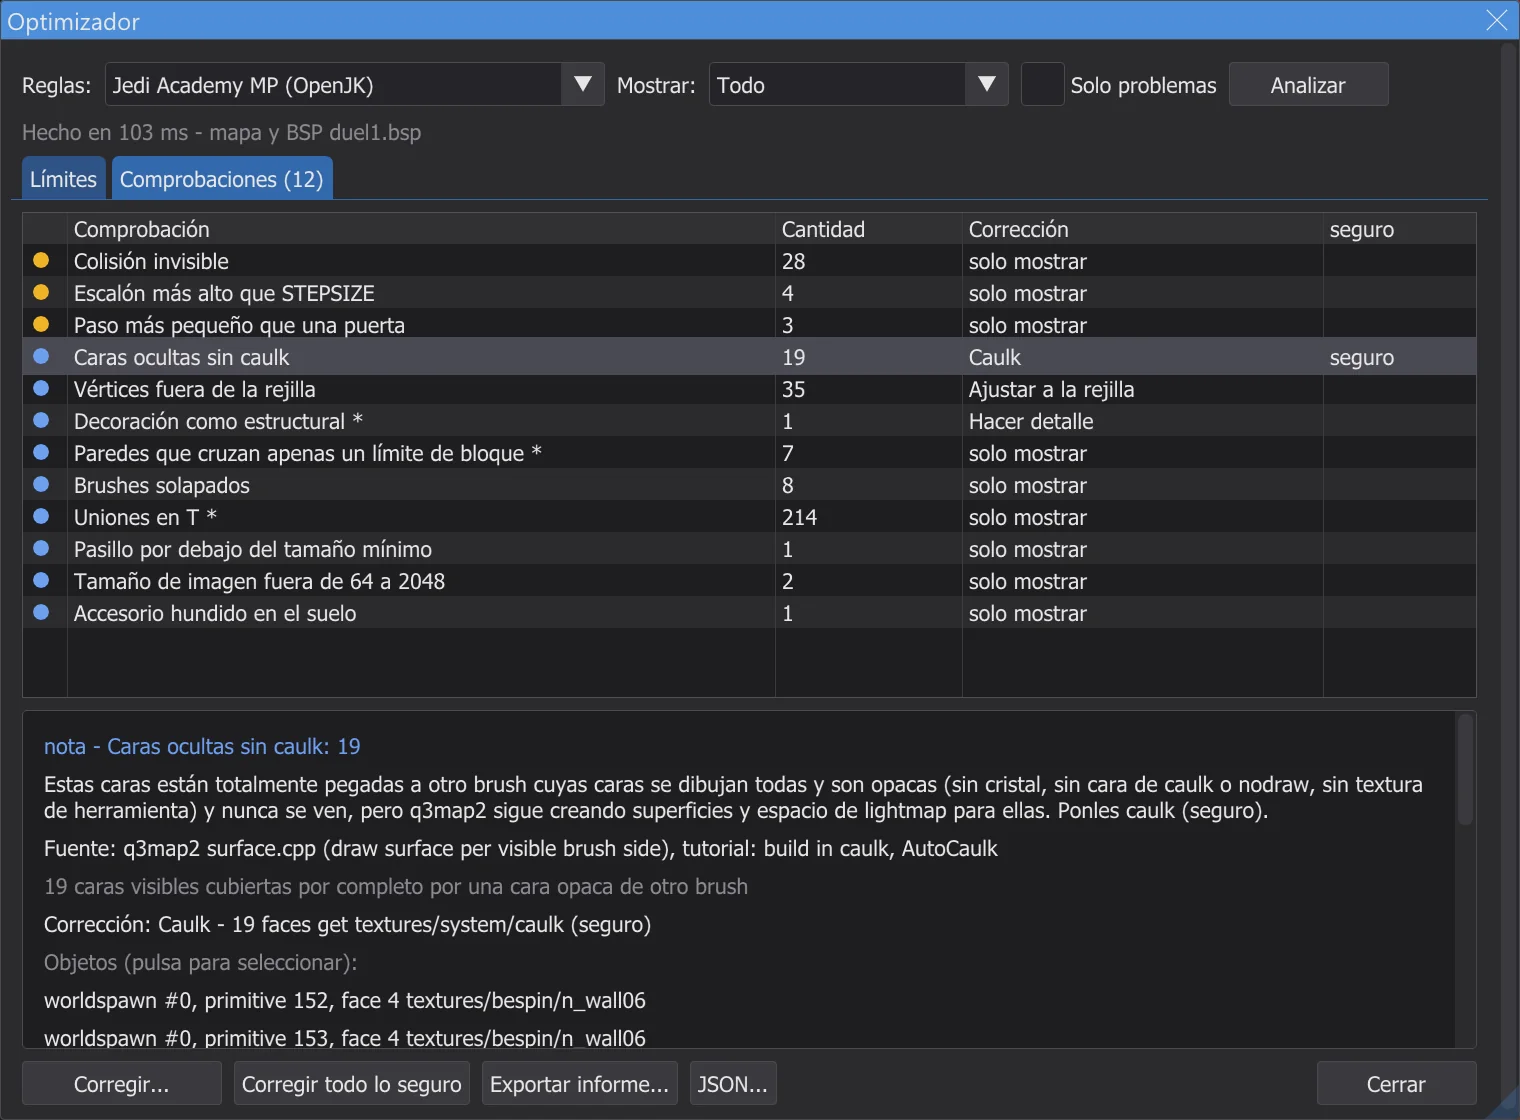 Optimizador
Reglas: Jedi Academy MP (OpenJK) Mostrar: Todo Solo problemas Analizar
Hecho en 103 ms - mapa y BSP duel1.bsp
Límites Comprobaciones (12)
Comprobación Cantidad Corrección seguro
Colisión invisible 28 solo mostrar
Escalón más alto que STEPSIZE 4 solo mostrar
Paso más pequeño que una puerta 3 solo mostrar
Caras ocultas sin caulk 19 Caulk seguro
Vértices fuera de la rejilla 35 Ajustar a la rejilla
Decoración como estructural * 1 Hacer detalle
Paredes que cruzan apenas un límite de bloque * 7 solo mostrar
Brushes solapados 8 solo mostrar
Uniones en T * 214 solo mostrar
Pasillo por debajo del tamaño mínimo 1 solo mostrar
Tamaño de imagen fuera de 64 a 2048 2 solo mostrar
Accesorio hundido en el suelo 1 solo mostrar
nota - Caras ocultas sin caulk: 19
Estas caras están totalmente pegadas a otro brush cuyas caras se dibujan todas y son opacas (sin cristal, sin cara de caulk o nodraw, sin textura
de herramienta) y nunca se ven, pero q3map2 sigue creando superficies y espacio de lightmap para ellas. Ponles caulk (seguro).
Fuente: q3map2 surface.cpp (draw surface per visible brush side), tutorial: build in caulk, AutoCaulk
19 caras visibles cubiertas por completo por una cara opaca de otro brush
Corrección: Caulk - 19 faces get textures/system/caulk (seguro)
Objetos (pulsa para seleccionar):
worldspawn #0, primitive 152, face 4 textures/bespin/n_wall06
worldspawn #0, primitive 153, face 4 textures/bespin/n_wall06
Corregir... Corregir todo lo seguro Exportar informe... JSON... Cerrar